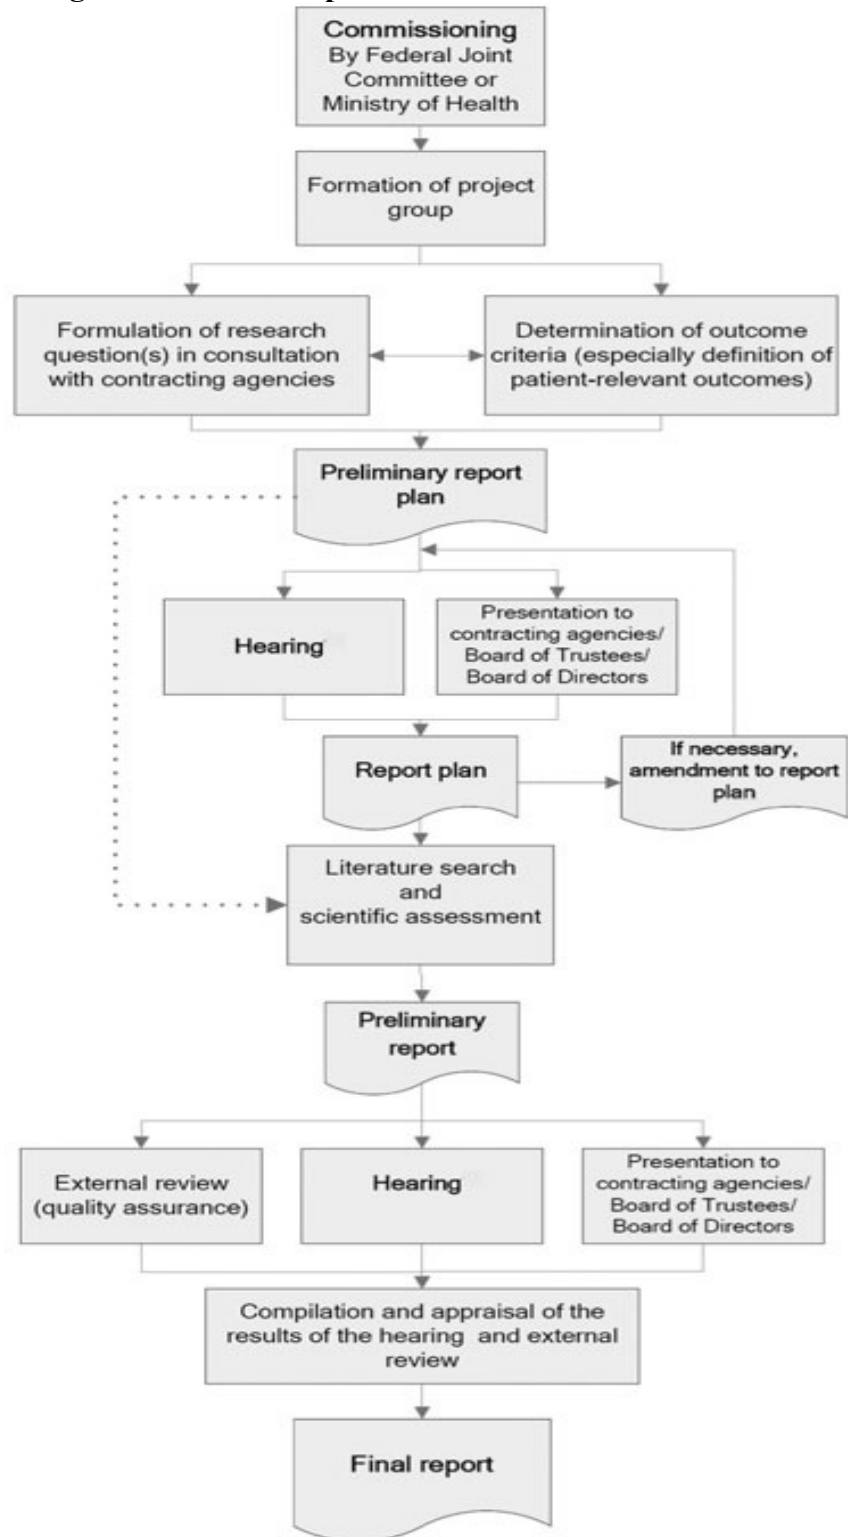 Commissioning
By Federal Joint
Committee or
Ministry of Health
Formation of project
group
Formulation of research
question(s) in consultation
with contracting agencies
Determination of outcome
criteria (especially definition of
patient-relevant outcomes)
Preliminary report
plan
Hearing
Presentation to
contracting agencies/
Board of Trustees/
Board of Directors
Report plan
If necessary,
amendment to report
plan
Literature search
and
scientific assessment
Preliminary
report
External review
(quality assurance)
Hearing
Presentation to
contracting agencies/
Board of Trustees/
Board of Directors
Compilation and appraisal of the
results of the hearing and external
review
Final report